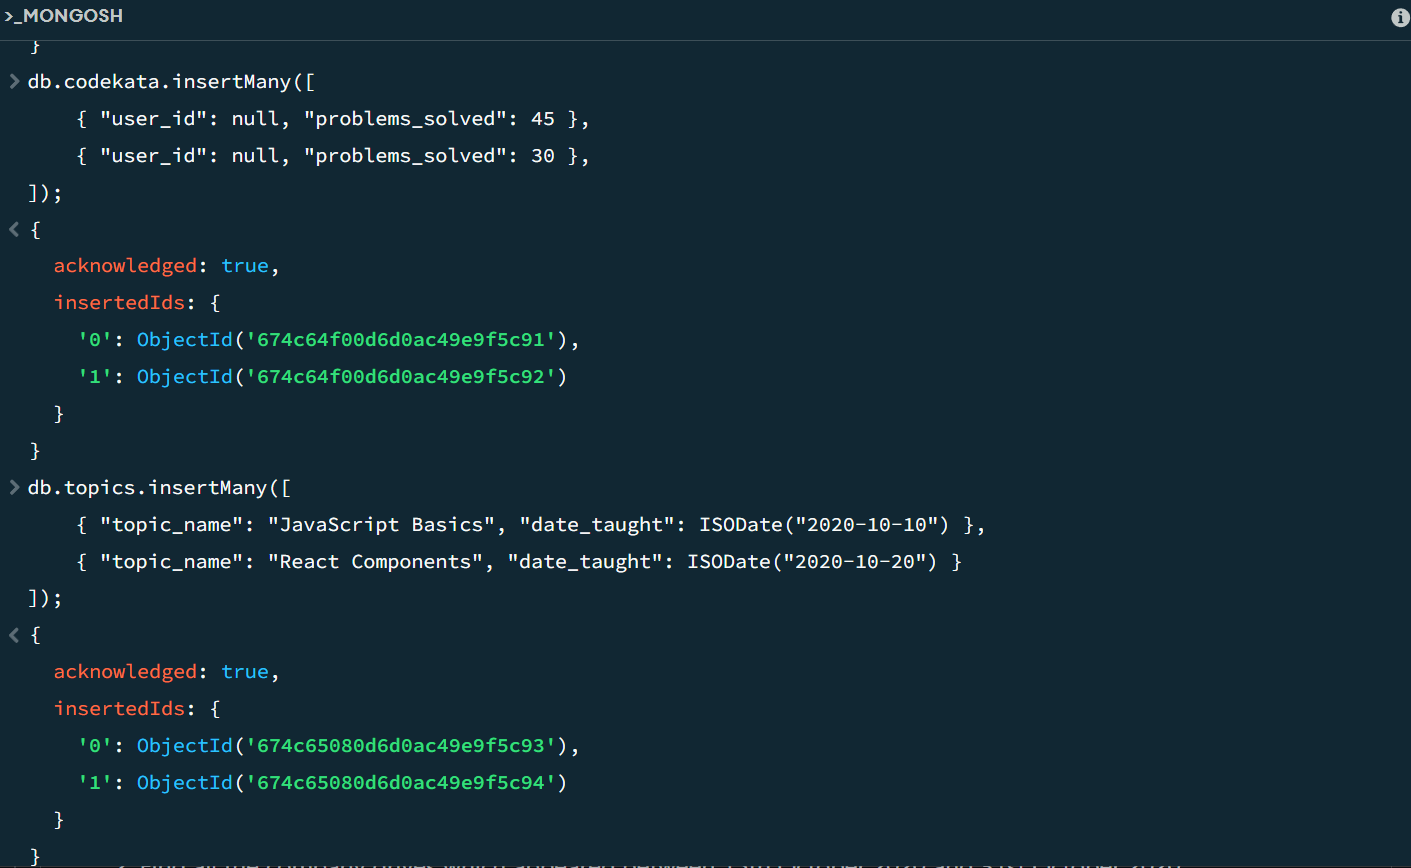 >_MONGOSH
}
> db.codekata.insertMany([
{ "user_id": null, "problems_solved": 45 },
{ "user_id": null, "problems_solved": 30 },
]);
< {
acknowledged: true,
insertedIds: {
'0': ObjectId('674c64f00d6d0ac49e9f5c91'),
'1': ObjectId('674c64f00d6d0ac49e9f5c92')
}
}
> db.topics.insertMany([
{ "topic_name": "JavaScript Basics", "date_taught": ISODate("2020-10-10") },
{ "topic_name": "React Components", "date_taught": ISODate("2020-10-20") }
]);
< {
acknowledged: true,
insertedIds: {
'0': ObjectId('674c65080d6d0ac49e9f5c93'),
'1': ObjectId('674c65080d6d0ac49e9f5c94')
}
}